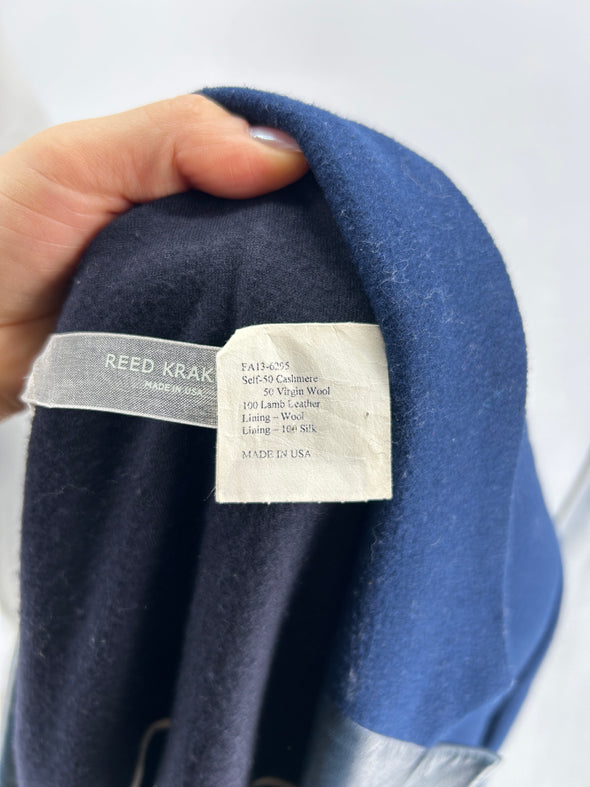 REED KRAK
MADE IN USA
FA13-6295
Self-50 Cashmere
50 Virgin Wool
100 Lamb Leather
Lining – Wool
Lining – 100 Silk
MADE IN USA